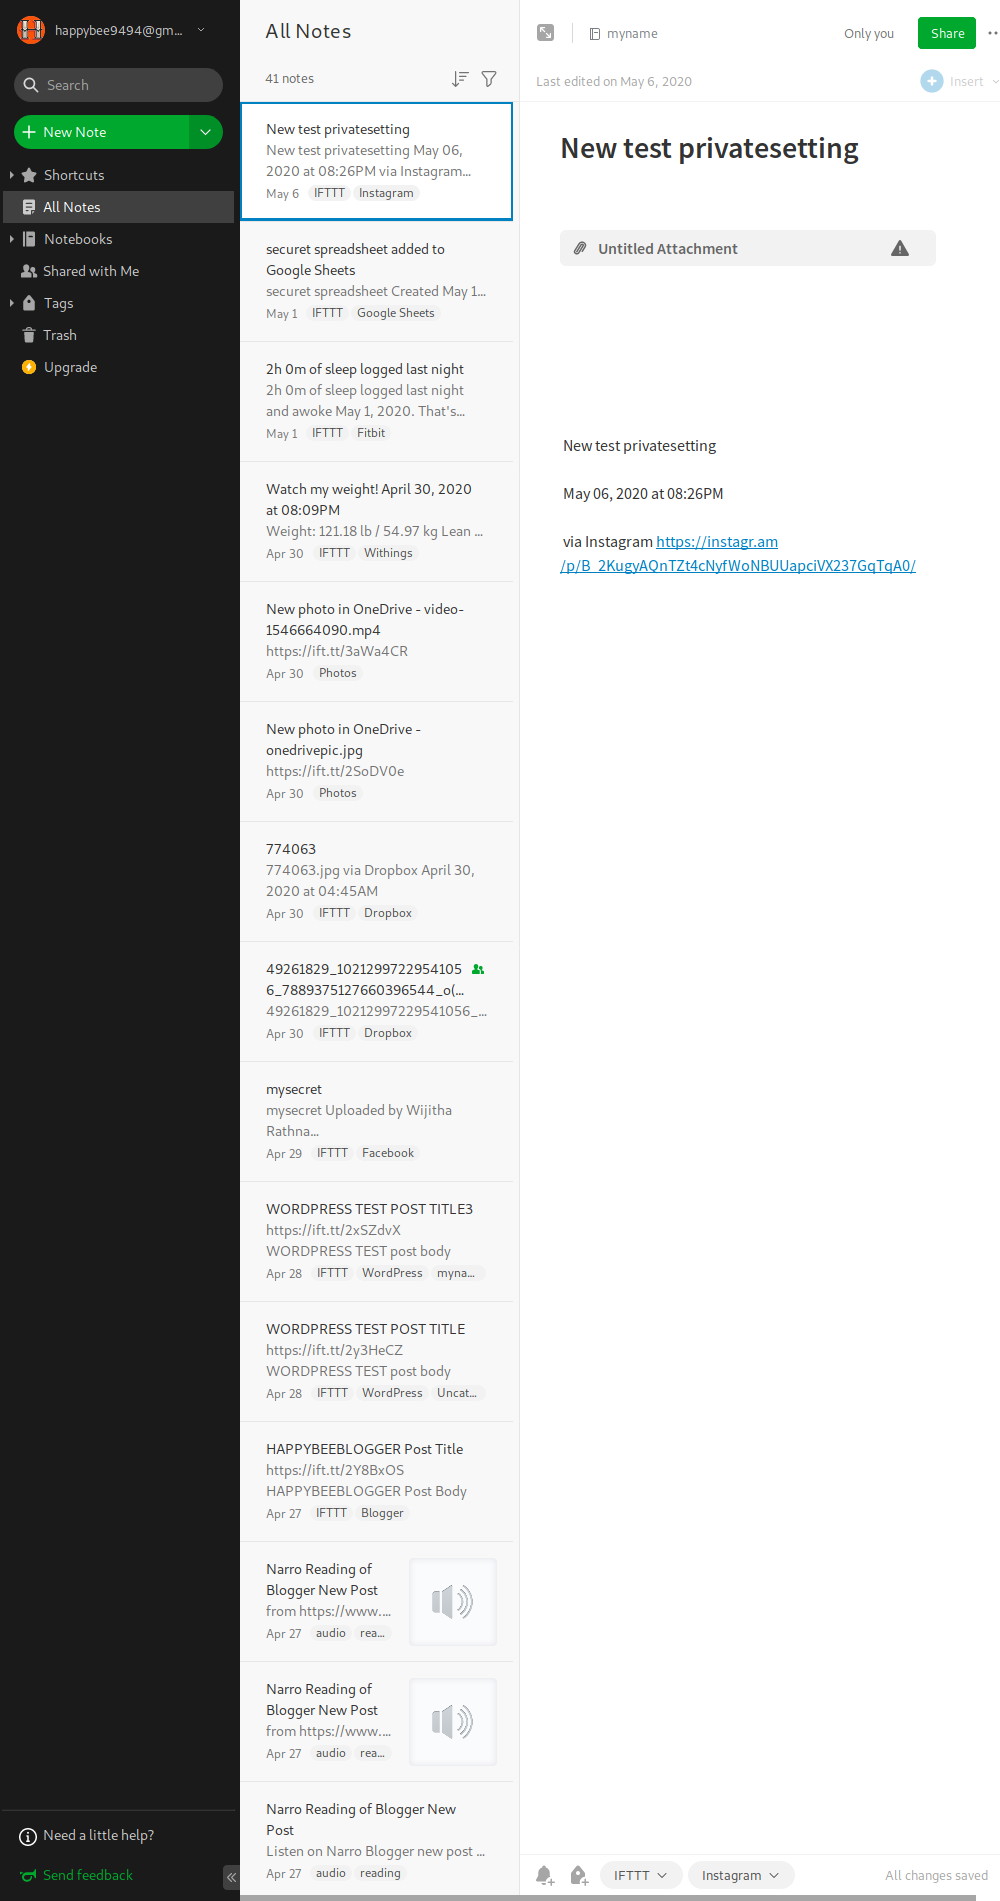 happybee9494@gm...
Search
New Note
Shortcuts
All Notes
Notebooks
Shared with Me
Tags
Trash
Upgrade
Need a little help?
Send feedback
All Notes
41 notes
New test privatesetting
New test privatesetting May 06,
2020 at 08:26PM via Instagram...
May 6 IFTTT Instagram
securet spreadsheet added to
Google Sheets
securet spreadsheet Created May 1...
May 1 IFTTT Google Sheets
2h 0m of sleep logged last night
2h 0m of sleep logged last night
and awoke May 1, 2020. That's...
May 1 IFTTT Fitbit
Watch my weight! April 30, 2020
at 08:09PM
Weight: 121.18 lb / 54.97 kg Lean ...
Apr 30 IFTTT Withings
New photo in OneDrive - video-
1546664090.mp4
https://ift.tt/3aWa4CR
Apr 30 Photos
New photo in OneDrive -
onedrivepic.jpg
https://ift.tt/2SoDV0e
Apr 30 Photos
774063
774063.jpg via Dropbox April 30,
2020 at 04:45AM
Apr 30 IFTTT Dropbox
49261829_1021299722954105
6_7889375127660396544_o(...
49261829_10212997229541056_...
Apr 30 IFTTT Dropbox
mysecret
mysecret Uploaded by Wijitha
Rathna...
Apr 29 IFTTT Facebook
WORDPRESS TEST POST TITLE3
https://ift.tt/2xSZdvX
WORDPRESS TEST post body
Apr 28 IFTTT WordPress myna...
WORDPRESS TEST POST TITLE
https://ift.tt/2y3HeCZ
WORDPRESS TEST post body
Apr 28 IFTTT WordPress Uncat...
HAPPYBEEBLOGGER Post Title
https://ift.tt/2Y8BxOS
HAPPYBEEBLOGGER Post Body
Apr 27 IFTTT Blogger
Narro Reading of
Blogger New Post
from https://www....
Apr 27 audio rea...
Narro Reading of
Blogger New Post
from https://www....
Apr 27 audio rea...
Narro Reading of Blogger New
Post
Listen on Narro Blogger new post ...
Apr 27 audio reading
myname
Only you
Share
Last edited on May 6, 2020
Insert
New test privatesetting
Untitled Attachment
New test privatesetting
May 06, 2020 at 08:26PM
via Instagram https://instagr.am
/p/B_2KugyAQnTZt4cNyfWoNBUUapciVX237GqTqA0/
IFTTT
Instagram
All changes saved